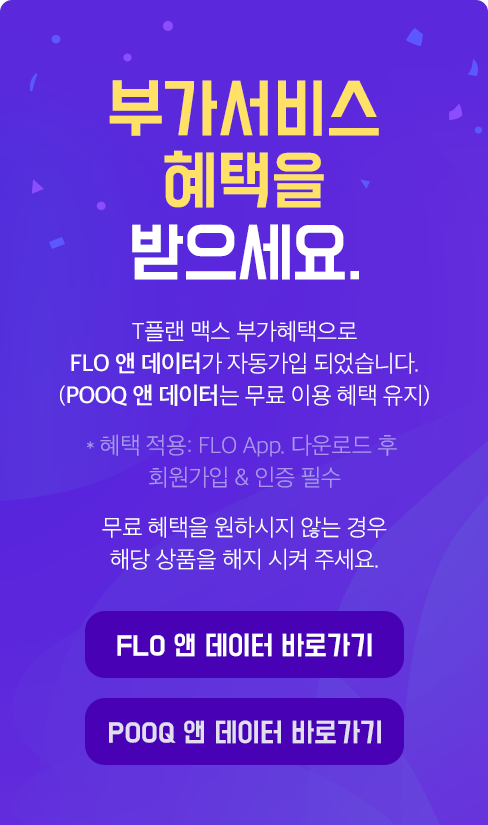 부가서비스
혜택을
받으세요.
T플랜 맥스 부가혜택으로
FLO 앤 데이터가 자동가입 되었습니다.
(POOQ 앤 데이터는 무료 이용 혜택 유지)
* 혜택 적용: FLO App. 다운로드 후
회원가입 & 인증 필수
무료 혜택을 원하시지 않는 경우
해당 상품을 해지 시켜 주세요.
FLO 앤 데이터 바로가기
POOQ 앤 데이터 바로가기